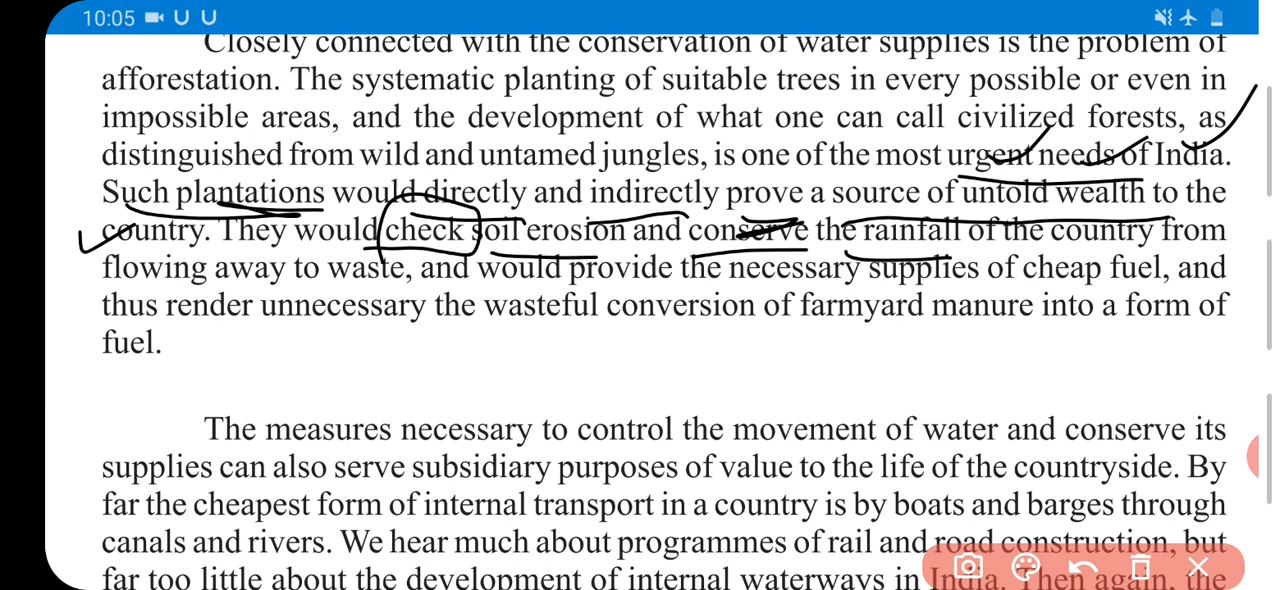 10:05
Closely connected with the conservation of water supplies is the problem of
afforestation. The systematic planting of suitable trees in every possible or even in
impossible areas, and the development of what one can call civilized forests, as
distinguished from wild and untamed jungles, is one of the most urgent needs of India.
Such plantations would directly and indirectly prove a source of untold wealth to the
country. They would check soil erosion and conserve the rainfall of the country from
flowing away to waste, and would provide the necessary supplies of cheap fuel, and
thus render unnecessary the wasteful conversion of farmyard manure into a form of
fuel.
The measures necessary to control the movement of water and conserve its
supplies can also serve subsidiary purposes of value to the life of the countryside. By
far the cheapest form of internal transport in a country is by boats and barges through
canals and rivers. We hear much about programmes of rail and road construction, but
far too little about the development of internal waterways in India. Then again, the